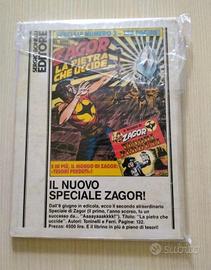 SERGIO BONELLI
EDITORE
ZAGOR
LA PIETRA
CHE UCCIDE
E IN PIÙ, IL MONDO DI ZAGOR:
«TESORI PERDUTI»!
ZAGOR
IL NUOVO
SPECIALE ZAGOR!
Dall'8 giugno in edicola, ecco il secondo straordinario
Speciale di Zagor (il primo, l'anno scorso, fu un
successo da... "Aaayaaakkkk!" ). Titolo: "La pietra che
uccide". Autori: Toninelli e Ferri. Pagine: 132.
Prezzo: 4500 lire. E il librino in più è pieno di tesori!
Subito.it